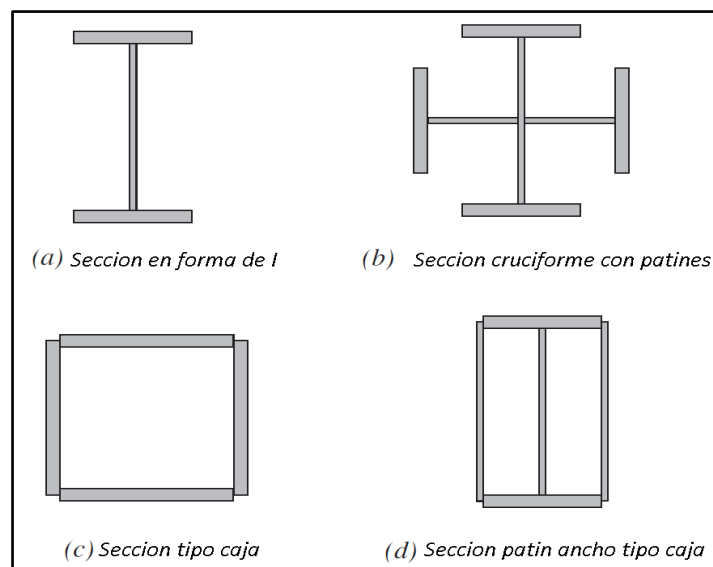 (a) Seccion en forma de I
(b) Seccion cruciforme con patines
(c) Seccion tipo caja
(d) Seccion patin ancho tipo caja